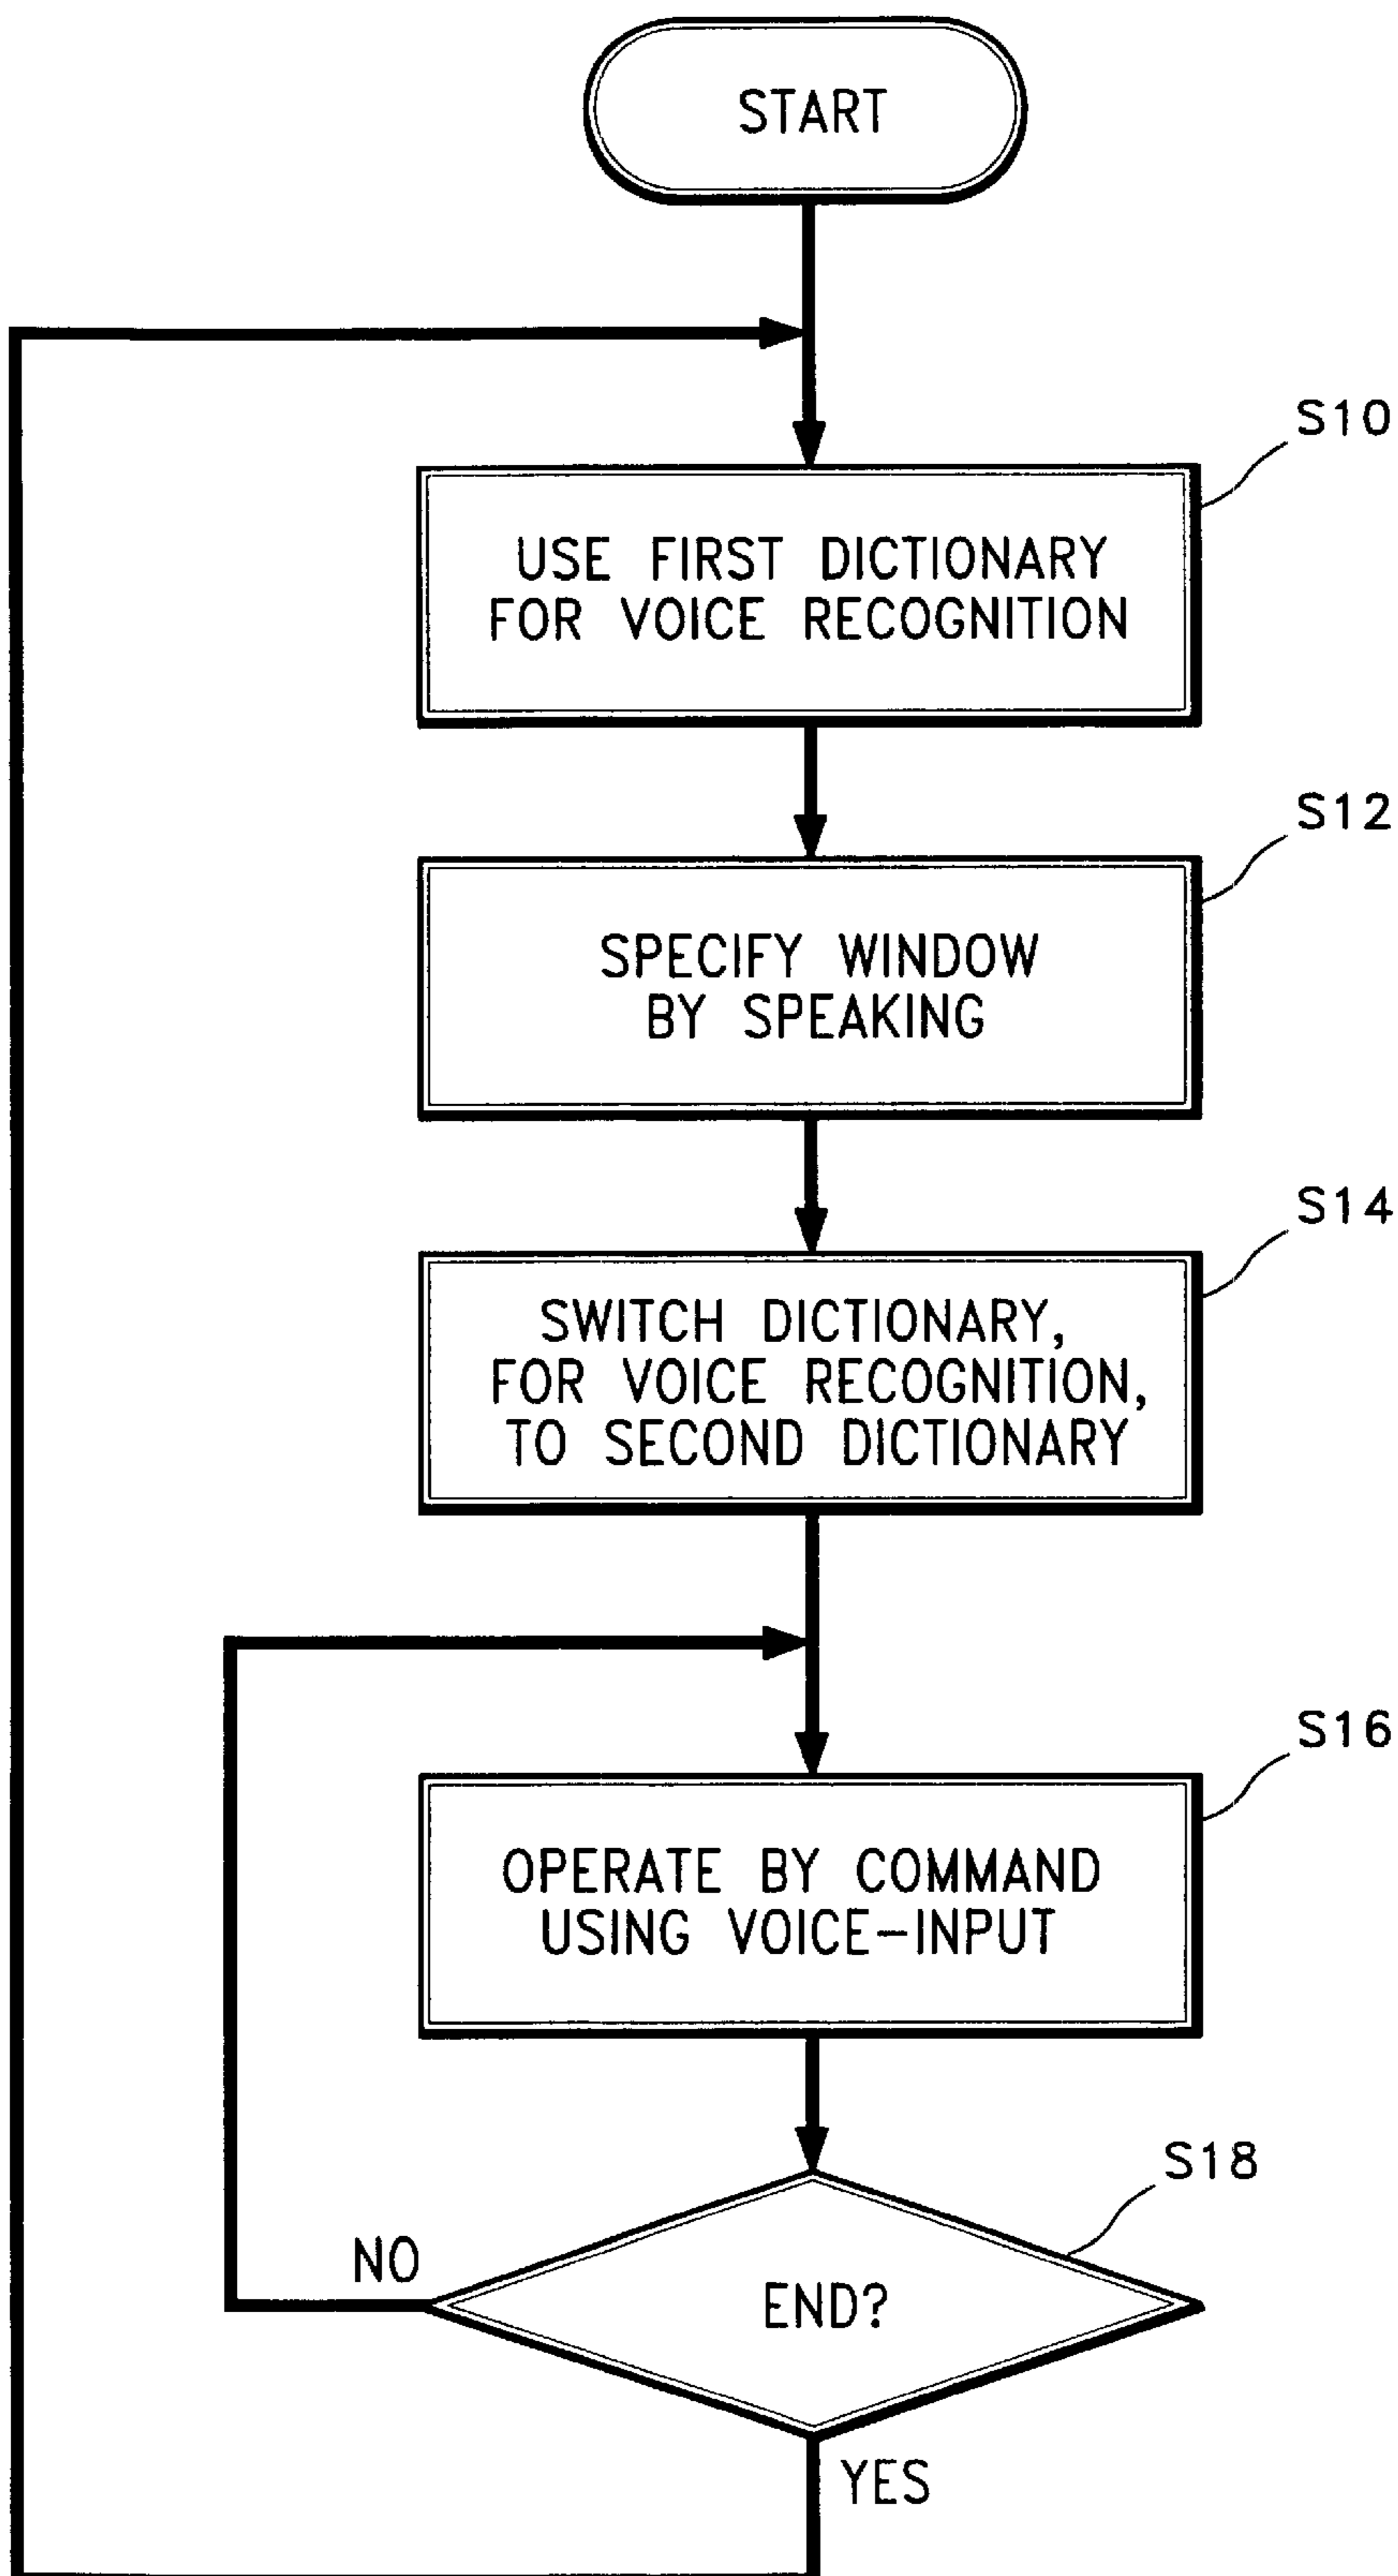 START
S10
USE FIRST DICTIONARY
FOR VOICE RECOGNITION
S12
SPECIFY WINDOW
BY SPEAKING
S14
SWITCH DICTIONARY,
FOR VOICE RECOGNITION,
TO SECOND DICTIONARY
S16
OPERATE BY COMMAND
USING VOICE-INPUT
S18
NO
END?
YES